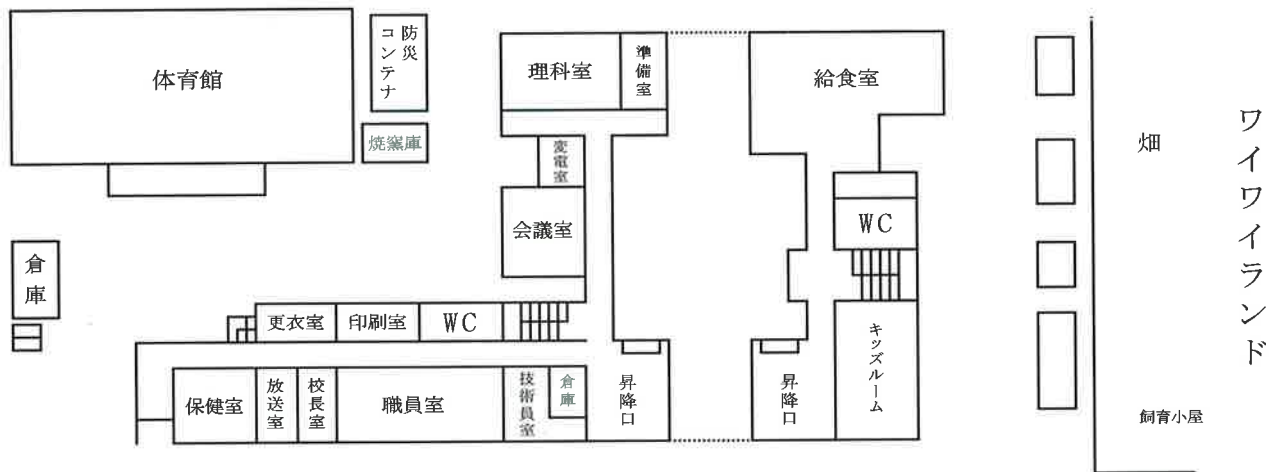 体育館
防災
コンテナ
焼窯庫
理科室
準備室
給食室
変電室
会議室
WC
畑
ワイワイランド
倉庫
更衣室
印刷室
WC
キッズルーム
保健室
放送室
校長室
職員室
技術員室
倉庫
昇降口
昇降口
飼育小屋